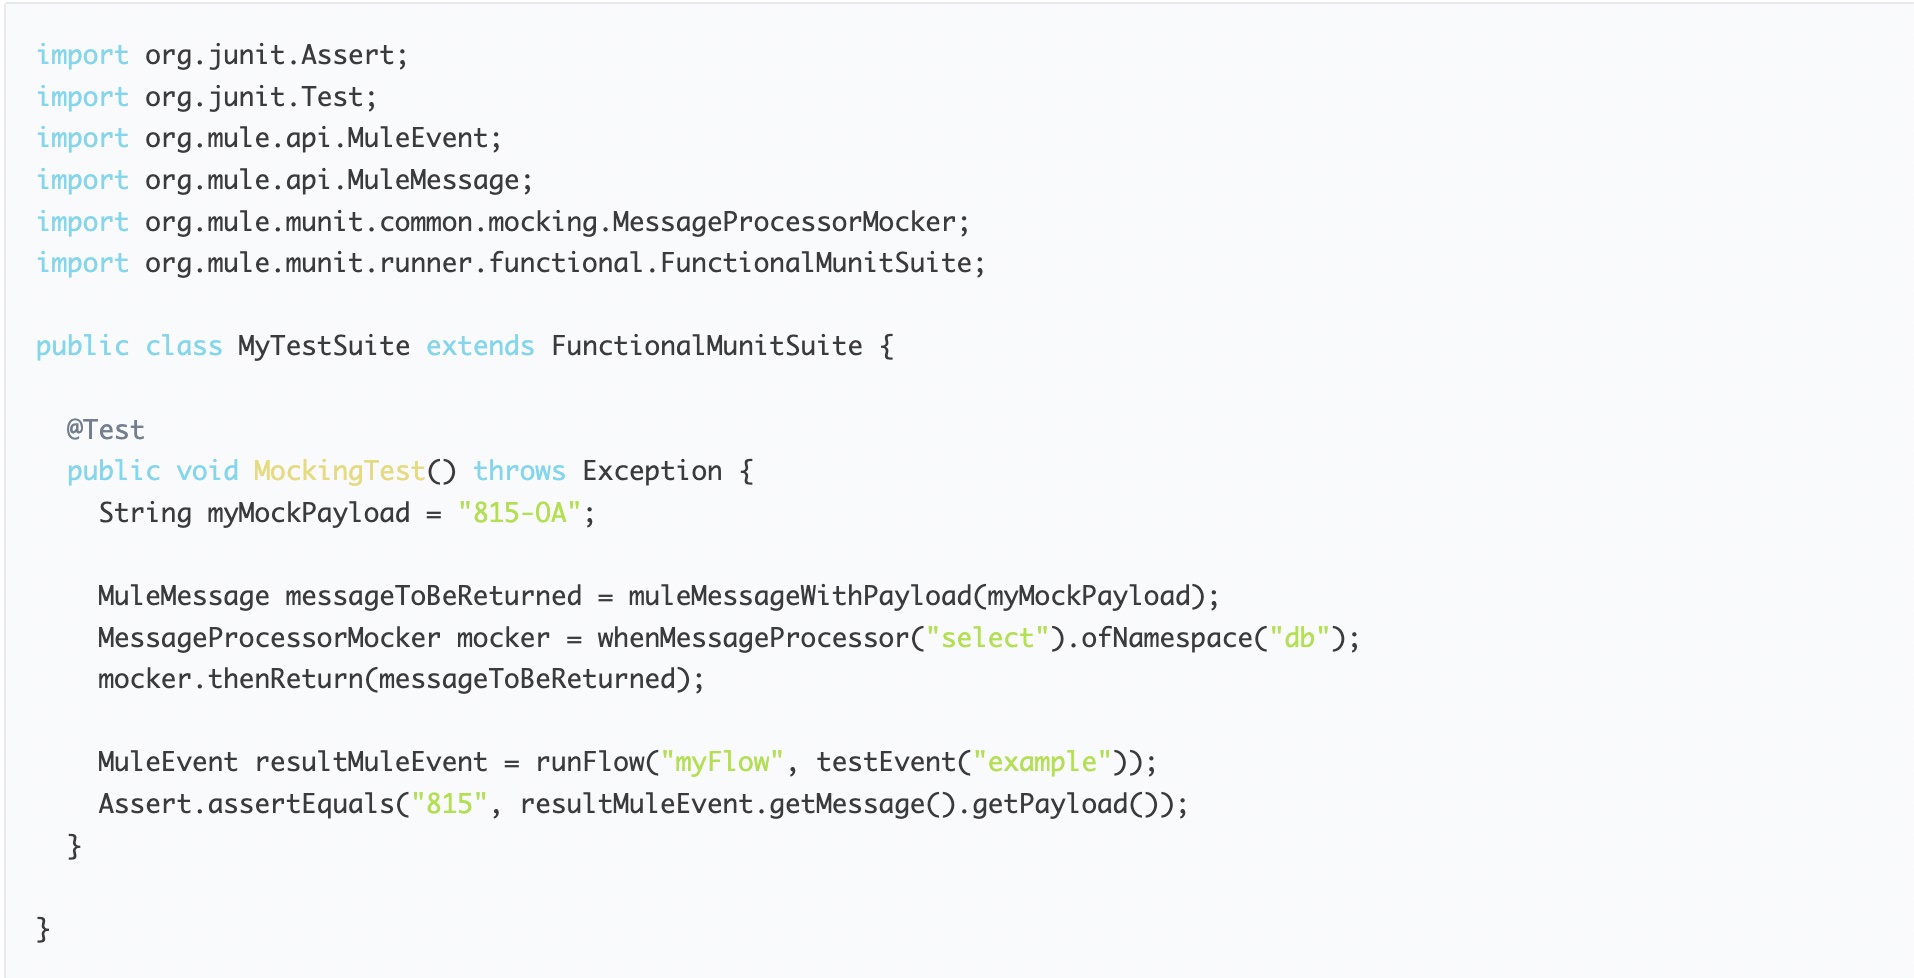 import org.junit.Assert;
import org.junit.Test;
import org.mule.api.MuleEvent;
import org.mule.api.MuleMessage;
import org.mule.munit.common.mocking.MessageProcessorMocker;
import org.mule.munit.runner.functional.FunctionalMunitSuite;

public class MyTestSuite extends FunctionalMunitSuite {

  @Test
  public void MockingTest() throws Exception {
    String myMockPayload = "815-OA";

    MuleMessage messageToBeReturned = muleMessageWithPayload(myMockPayload);
    MessageProcessorMocker mocker = whenMessageProcessor("select").ofNamespace("db");
    mocker.thenReturn(messageToBeReturned);

    MuleEvent resultMuleEvent = runFlow("myFlow", testEvent("example"));
    Assert.assertEquals("815", resultMuleEvent.getMessage().getPayload());
  }

}